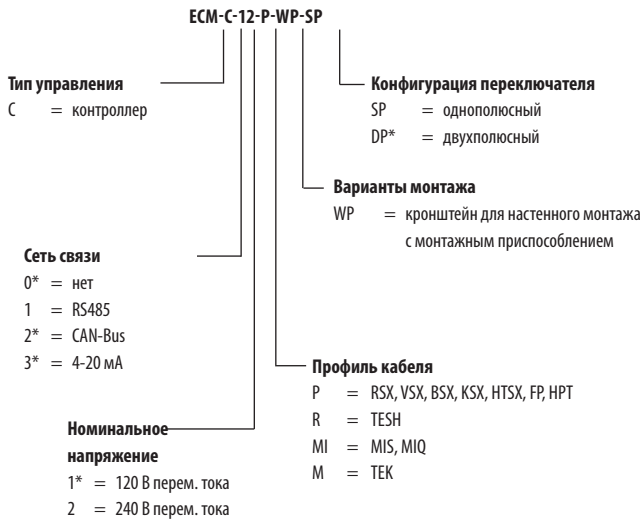 ECM-C-12-P-WP-SP
Тип управления
C = контроллер
Конфигурация переключателя
SP = однополюсный
DP* = двухполюсный
Варианты монтажа
WP = кронштейн для настенного монтажа
с монтажным приспособлением
Сеть связи
0* = нет
1 = RS485
2* = CAN-Bus
3* = 4-20 мА
Профиль кабеля
P = RSX, VSX, BSX, KSX, HTSX, FP, HPT
R = TESH
MI = MIS, MIQ
M = TEK
Номинальное
напряжение
1* = 120 В перем. тока
2 = 240 В перем. тока